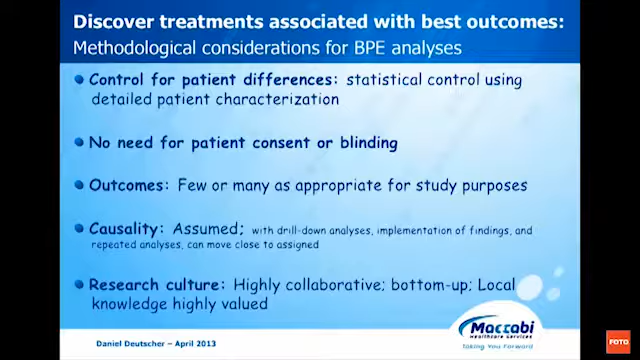 Discover treatments associated with best outcomes:
Methodological considerations for BPE analyses
Control for patient differences: statistical control using
detailed patient characterization
No need for patient consent or blinding
Outcomes: Few or many as appropriate for study purposes
Causality: Assumed; with drill-down analyses, implementation of findings, and
repeated analyses, can move close to assigned
Research culture: Highly collaborative; bottom-up; Local
knowledge highly valued
Maccabi
Healthcare Services
Taking You Forward
Daniel Deutscher – April 2013
FOTO